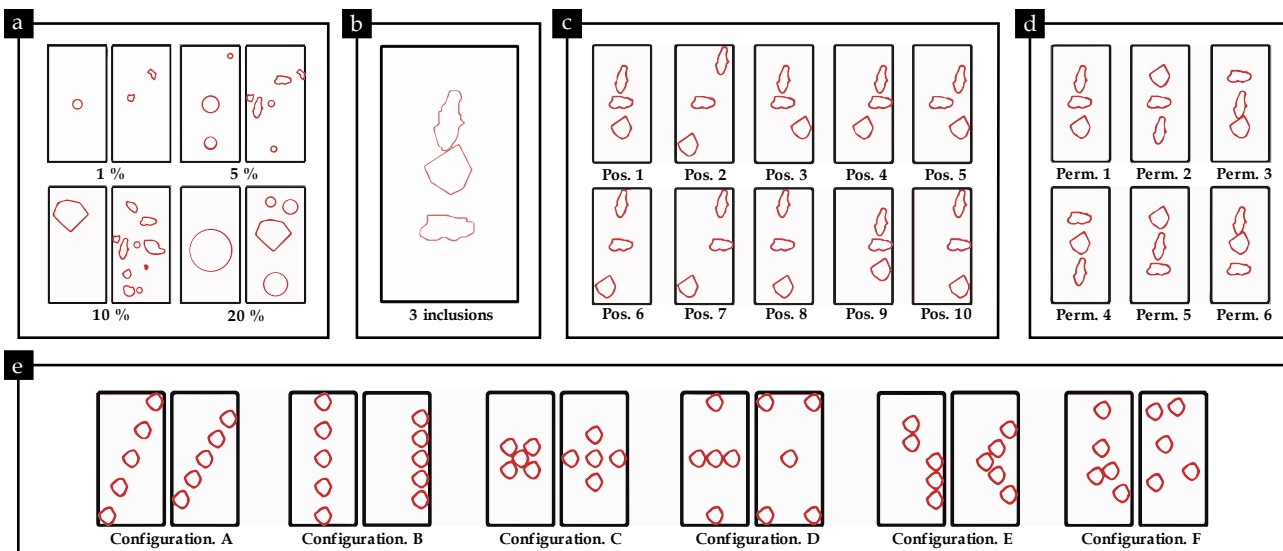 a
b
c
d
1 %
5 %
10 %
20 %
3 inclusions
Pos. 1
Pos. 2
Pos. 3
Pos. 4
Pos. 5
Pos. 6
Pos. 7
Pos. 8
Pos. 9
Pos. 10
Perm. 1
Perm. 2
Perm. 3
Perm. 4
Perm. 5
Perm. 6
e
Configuration. A
Configuration. B
Configuration. C
Configuration. D
Configuration. E
Configuration. F